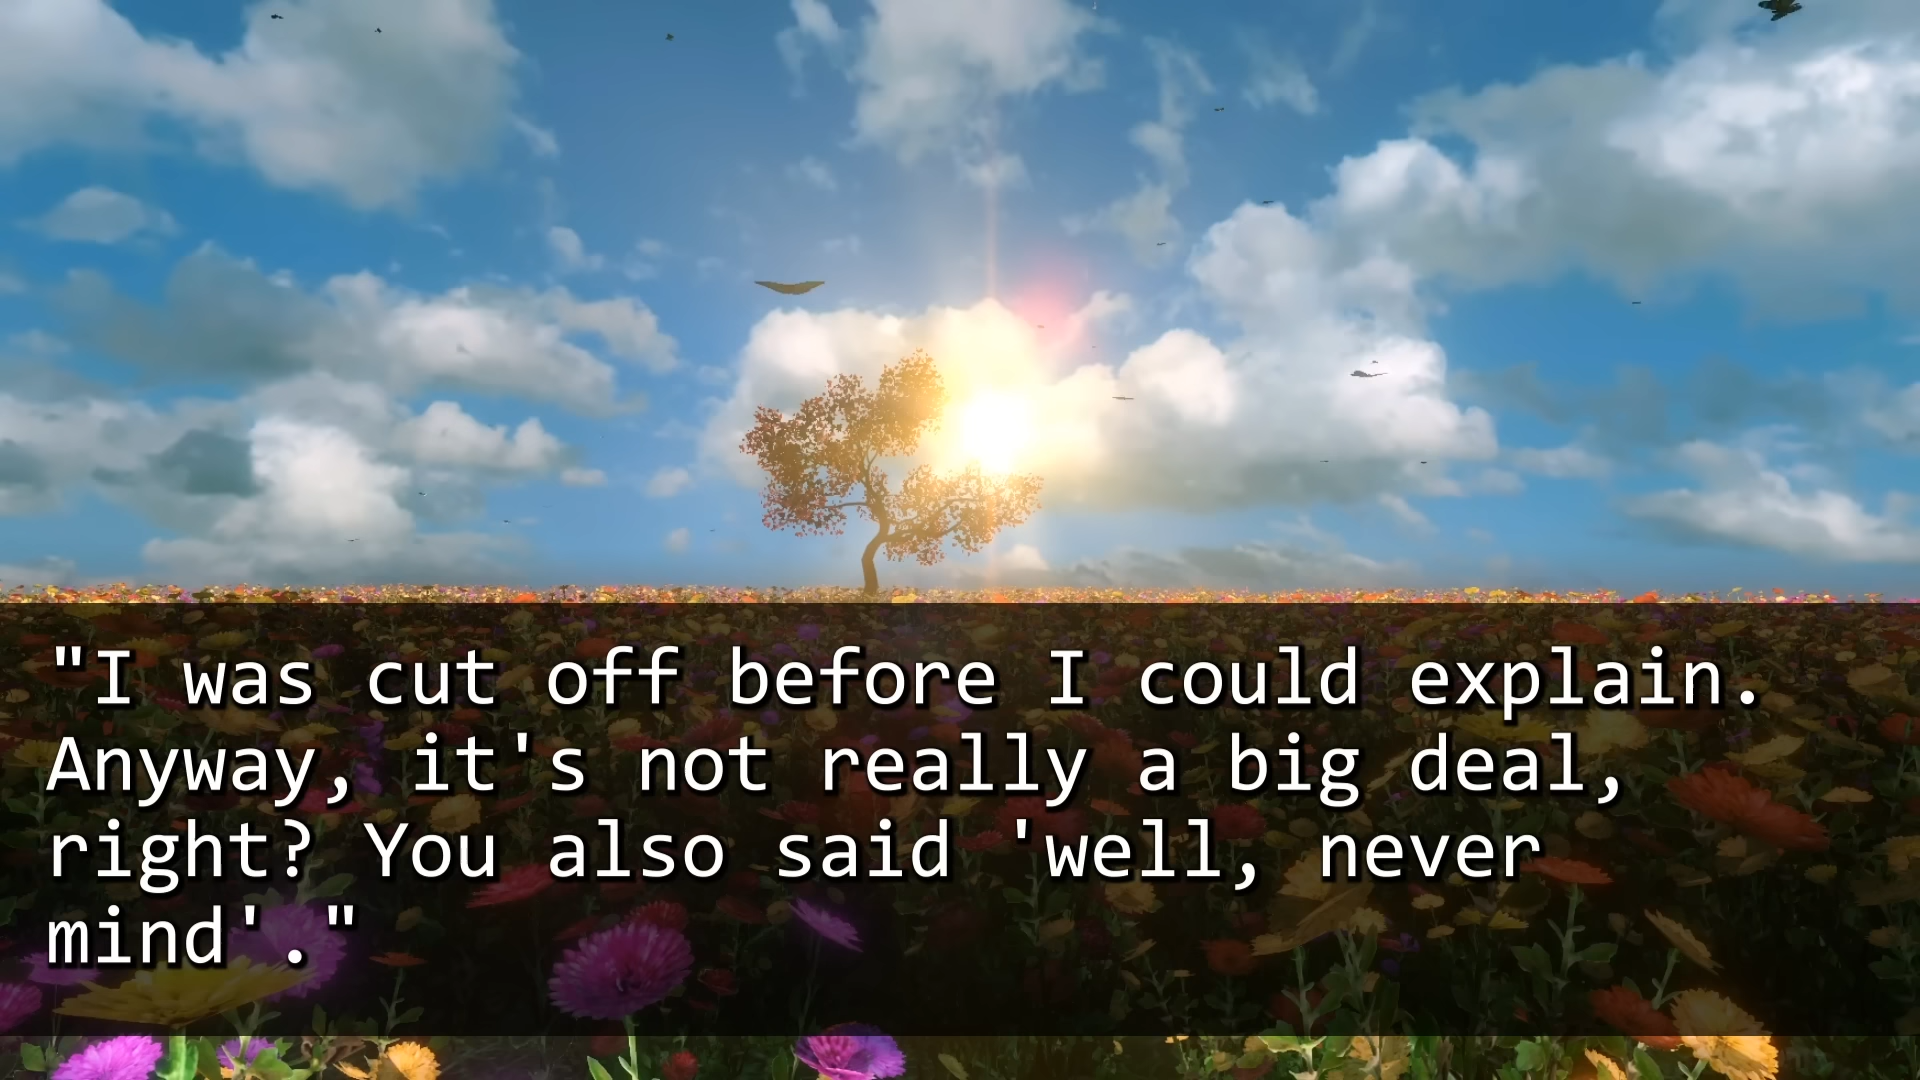 "I was cut off before I could explain.
Anyway, it's not really a big deal,
right? You also said 'well, never
mind'."